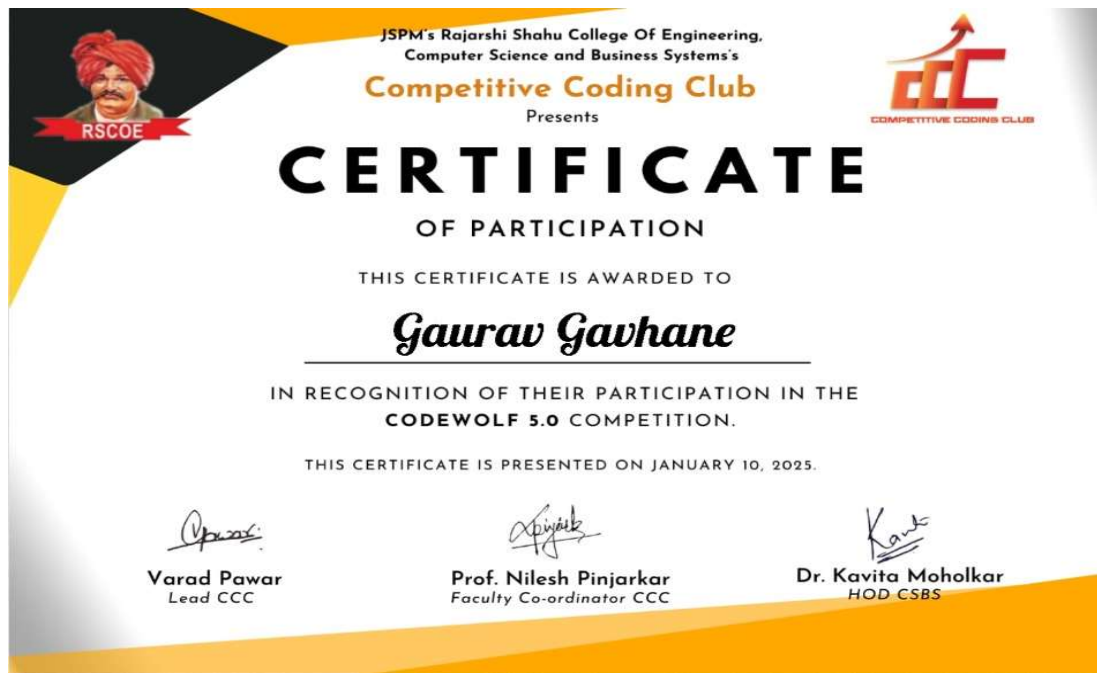 RSCOE
JSPM's Rajarshi Shahu College Of Engineering,
Computer Science and Business Systems's
Competitive Coding Club
Presents
CCC
COMPETITIVE CODING CLUB
CERTIFICATE
OF PARTICIPATION
THIS CERTIFICATE IS AWARDED TO
Gaurav Gavhane
IN RECOGNITION OF THEIR PARTICIPATION IN THE
CODEWOLF 5.0 COMPETITION.
THIS CERTIFICATE IS PRESENTED ON JANUARY 10, 2025.
Varad Pawar
Lead CCC
Prof. Nilesh Pinjarkar
Faculty Co-ordinator CCC
Dr. Kavita Moholkar
HOD CSBS